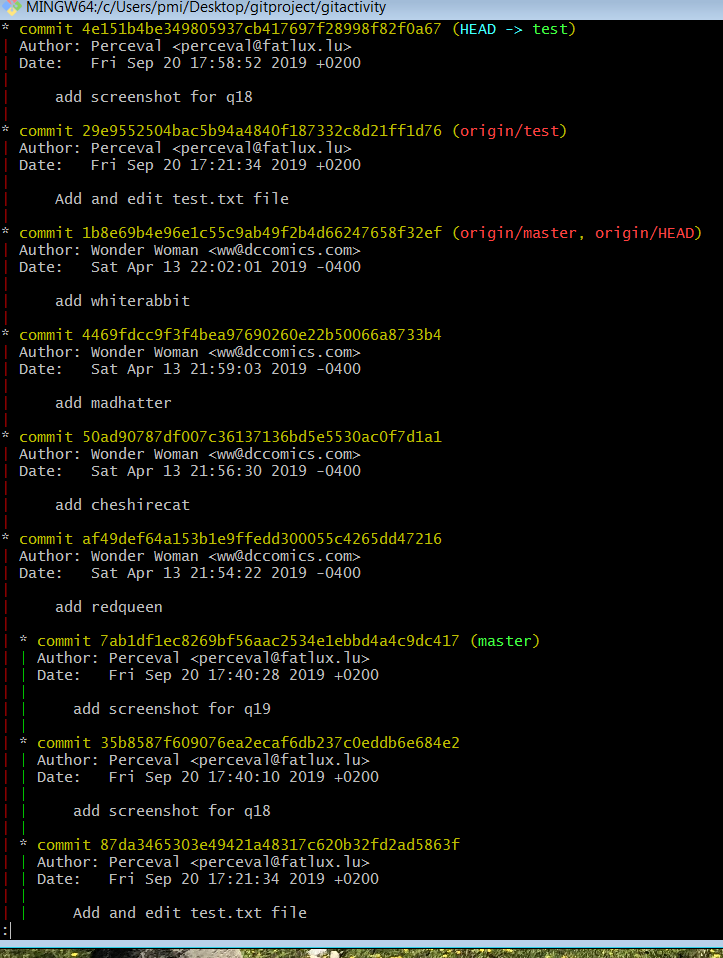 MINGW64:/c/Users/pmi/Desktop/gitproject/gitactivity
* commit 4e151b4be349805937cb417697f28998f82f0a67 (HEAD -> test)
| Author: Perceval <perceval@fatlux.lu>
| Date:   Fri Sep 20 17:58:52 2019 +0200
|
|     add screenshot for q18
|
* commit 29e9552504bac5b94a4840f187332c8d21ff1d76 (origin/test)
| Author: Perceval <perceval@fatlux.lu>
| Date:   Fri Sep 20 17:21:34 2019 +0200
|
|     Add and edit test.txt file
|
* commit 1b8e69b4e96e1c55c9ab49f2b4d66247658f32ef (origin/master, origin/HEAD)
| Author: Wonder Woman <ww@dccomics.com>
| Date:   Sat Apr 13 22:02:01 2019 -0400
|
|     add whiterabbit
|
* commit 4469fdcc9f3f4bea97690260e22b50066a8733b4
| Author: Wonder Woman <ww@dccomics.com>
| Date:   Sat Apr 13 21:59:03 2019 -0400
|
|     add madhatter
|
* commit 50ad90787df007c36137136bd5e5530ac0f7d1a1
| Author: Wonder Woman <ww@dccomics.com>
| Date:   Sat Apr 13 21:56:30 2019 -0400
|
|     add cheshirecat
|
* commit af49def64a153b1e9ffedd300055c4265dd47216
| Author: Wonder Woman <ww@dccomics.com>
| Date:   Sat Apr 13 21:54:22 2019 -0400
|
|     add redqueen
|
| * commit 7ab1df1ec8269bf56aac2534e1ebbd4a4c9dc417 (master)
| | Author: Perceval <perceval@fatlux.lu>
| | Date:   Fri Sep 20 17:40:28 2019 +0200
| |
| |     add screenshot for q19
| |
| * commit 35b8587f609076ea2ecaf6db237c0eddb6e684e2
| | Author: Perceval <perceval@fatlux.lu>
| | Date:   Fri Sep 20 17:40:10 2019 +0200
| |
| |     add screenshot for q18
| |
| * commit 87da3465303e49421a48317c620b32fd2ad5863f
| | Author: Perceval <perceval@fatlux.lu>
| | Date:   Fri Sep 20 17:21:34 2019 +0200
| |
| |     Add and edit test.txt file
: